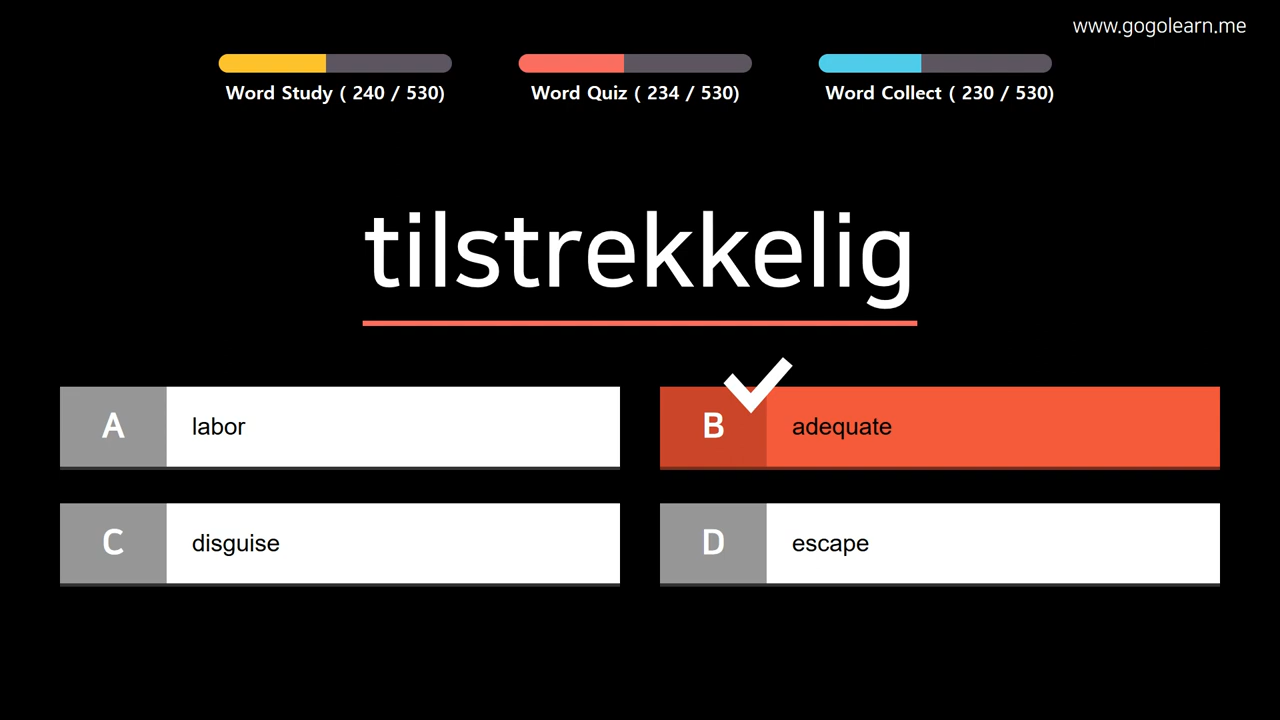 www.gogolearn.me
Word Study ( 240 / 530)
Word Quiz ( 234 / 530)
Word Collect ( 230 / 530)
tilstrekkelig
A labor
B adequate
C disguise
D escape